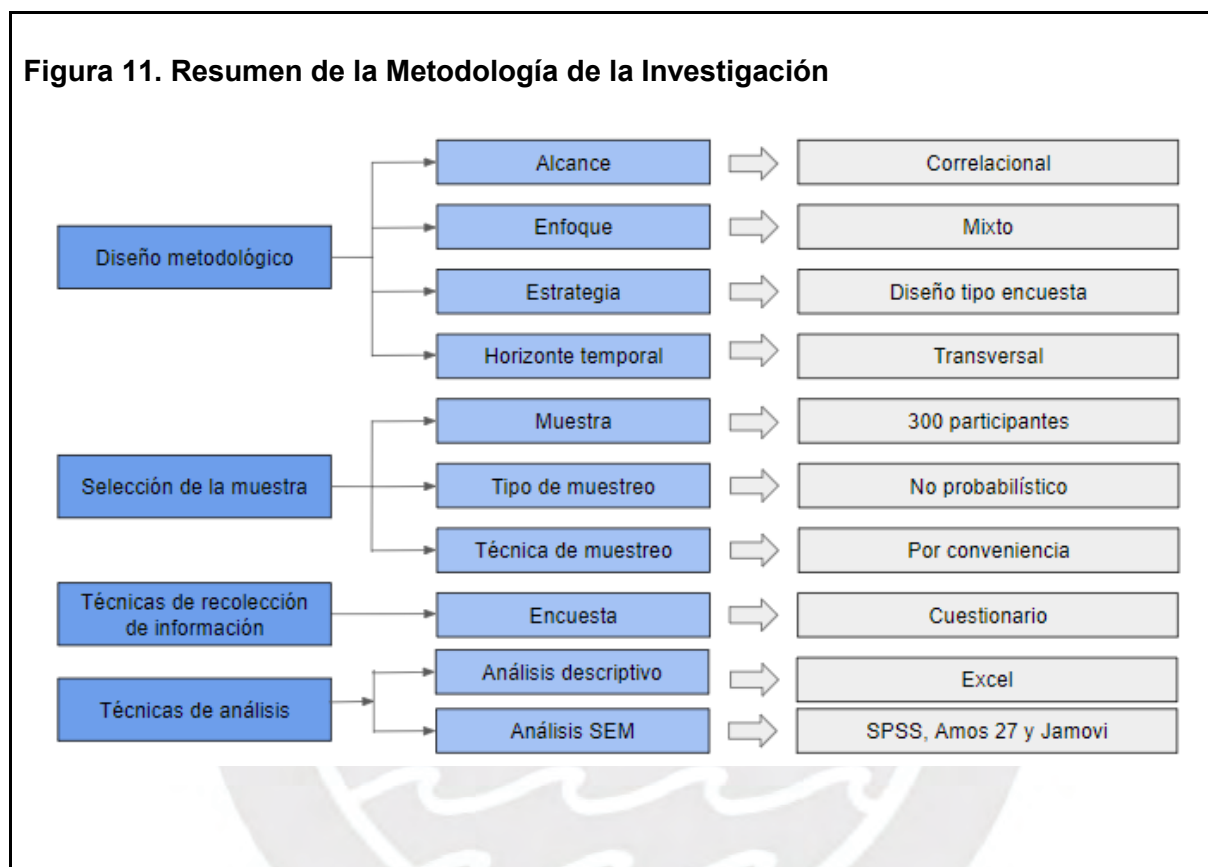 Figura 11. Resumen de la Metodología de la Investigación
Diseño metodológico
Alcance
Correlacional
Enfoque
Mixto
Estrategia
Diseño tipo encuesta
Horizonte temporal
Transversal
Selección de la muestra
Muestra
300 participantes
Tipo de muestreo
No probabilístico
Técnica de muestreo
Por conveniencia
Técnicas de recolección
de información
Encuesta
Cuestionario
Técnicas de análisis
Análisis descriptivo
Excel
Análisis SEM
SPSS, Amos 27 y Jamovi